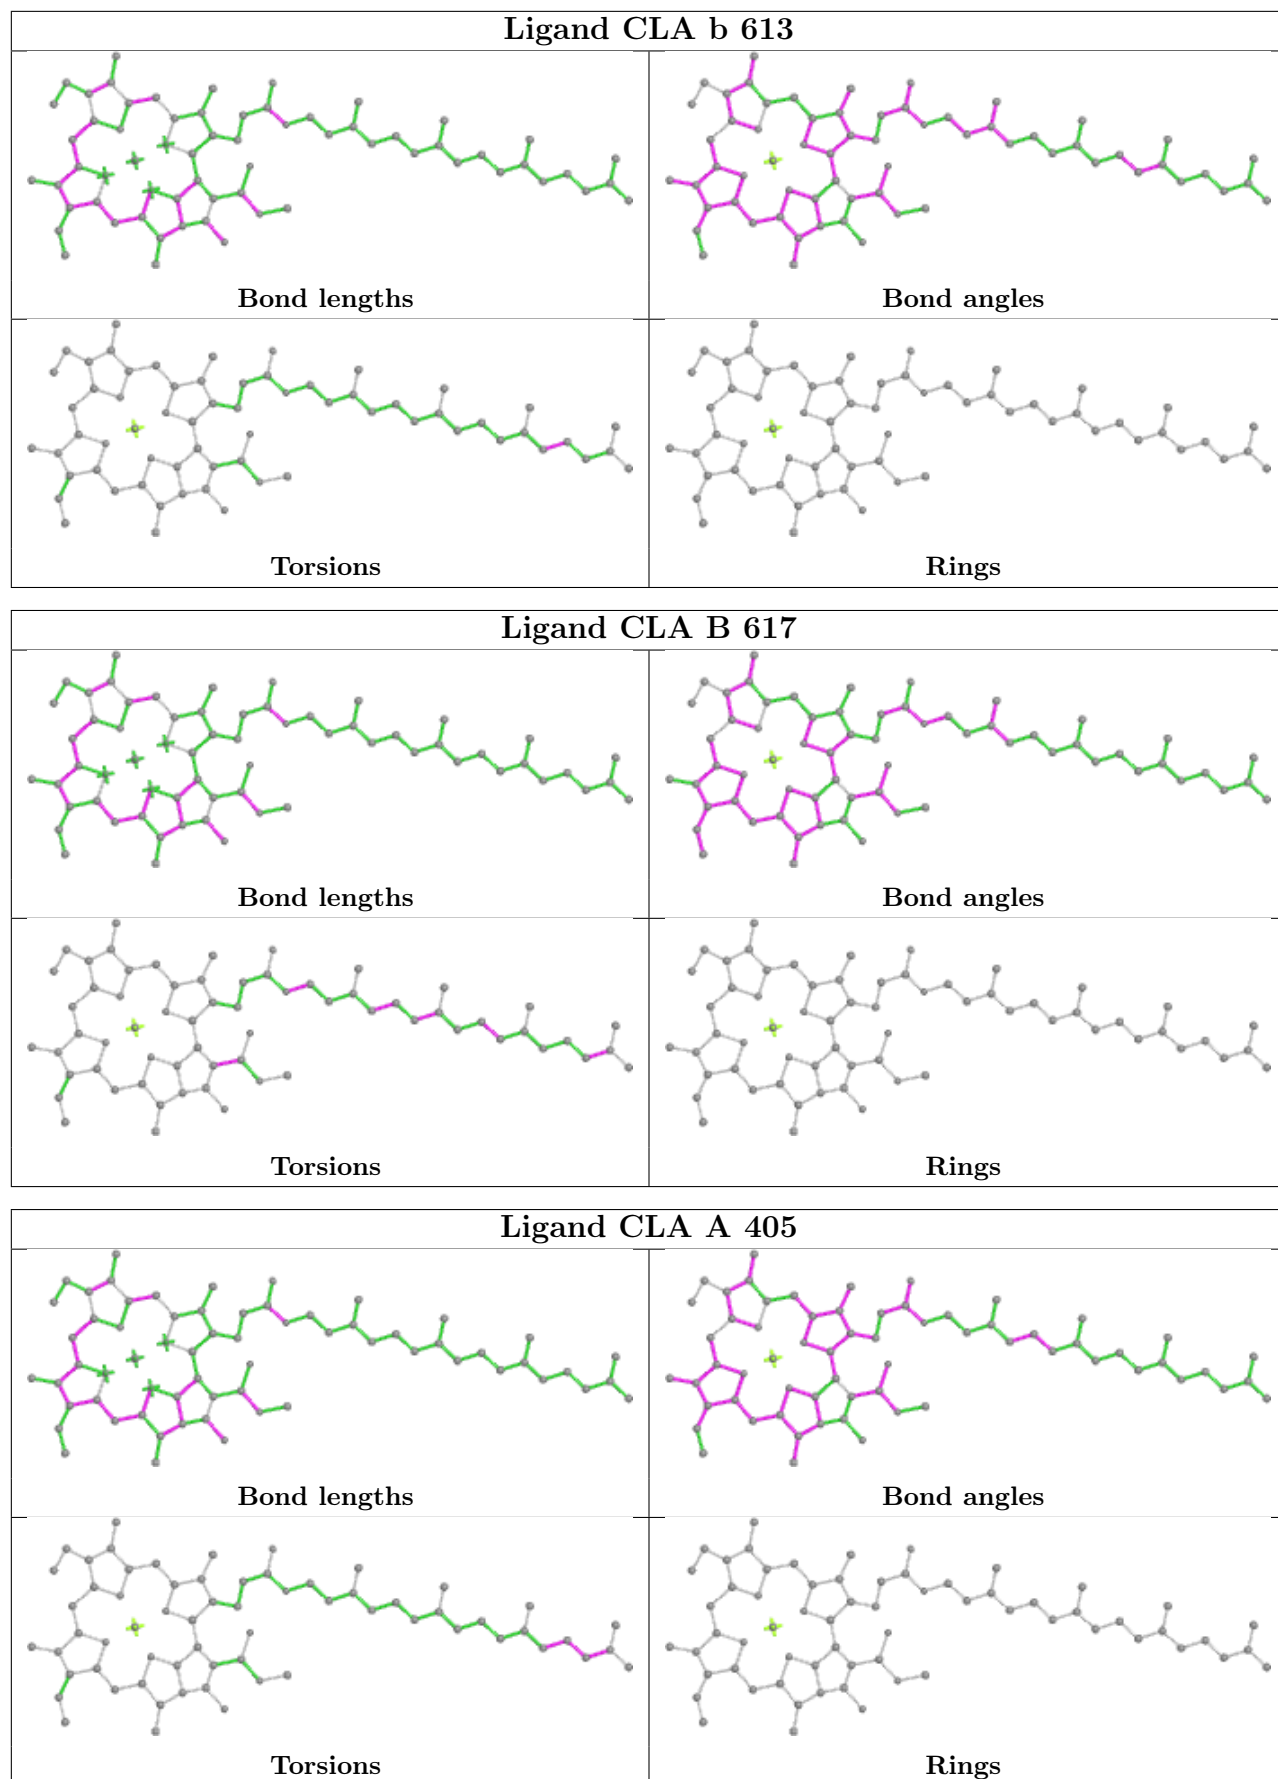 Ligand CLA b 613
Bond lengths
Bond angles
Torsions
Rings
Ligand CLA B 617
Bond lengths
Bond angles
Torsions
Rings
Ligand CLA A 405
Bond lengths
Bond angles
Torsions
Rings